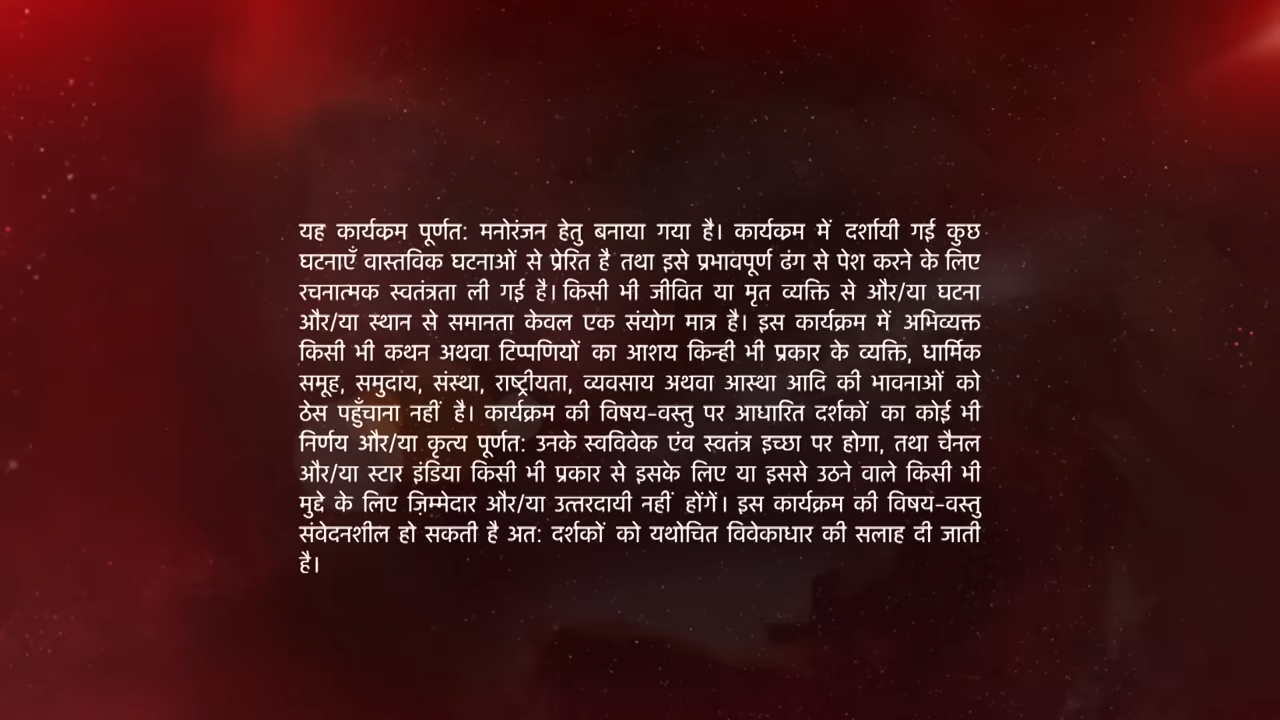 यह कार्यक्रम पूर्णत: मनोरंजन हेतु बनाया गया है। कार्यक्रम में दर्शायी गई कुछ
घटनाएँ वास्तविक घटनाओं से प्रेरित है तथा इसे प्रभावपूर्ण ढंग से पेश करने के लिए
रचनात्मक स्वतंत्रता ली गई है। किसी भी जीवित या मृत व्यक्ति से और/या घटना
और/या स्थान से समानता केवल एक संयोग मात्र है। इस कार्यक्रम में अभिव्यक्त
किसी भी कथन अथवा टिप्पणियों का आशय किन्ही भी प्रकार के व्यक्ति, धार्मिक
समूह, समुदाय, संस्था, राष्ट्रीयता, व्यवसाय अथवा आस्था आदि की भावनाओं को
ठेस पहुँचाना नहीं है। कार्यक्रम की विषय-वस्तु पर आधारित दर्शकों का कोई भी
निर्णय और/या कृत्य पूर्णत: उनके स्वविवेक एंव स्वतंत्र इच्छा पर होगा, तथा चैनल
और/या स्टार इंडिया किसी भी प्रकार से इसके लिए या इससे उठने वाले किसी भी
मुद्दे के लिए ज़िम्मेदार और/या उत्तरदायी नहीं होंगें। इस कार्यक्रम की विषय-वस्तु
संवेदनशील हो सकती है अत: दर्शकों को यथोचित विवेकाधार की सलाह दी जाती
है।